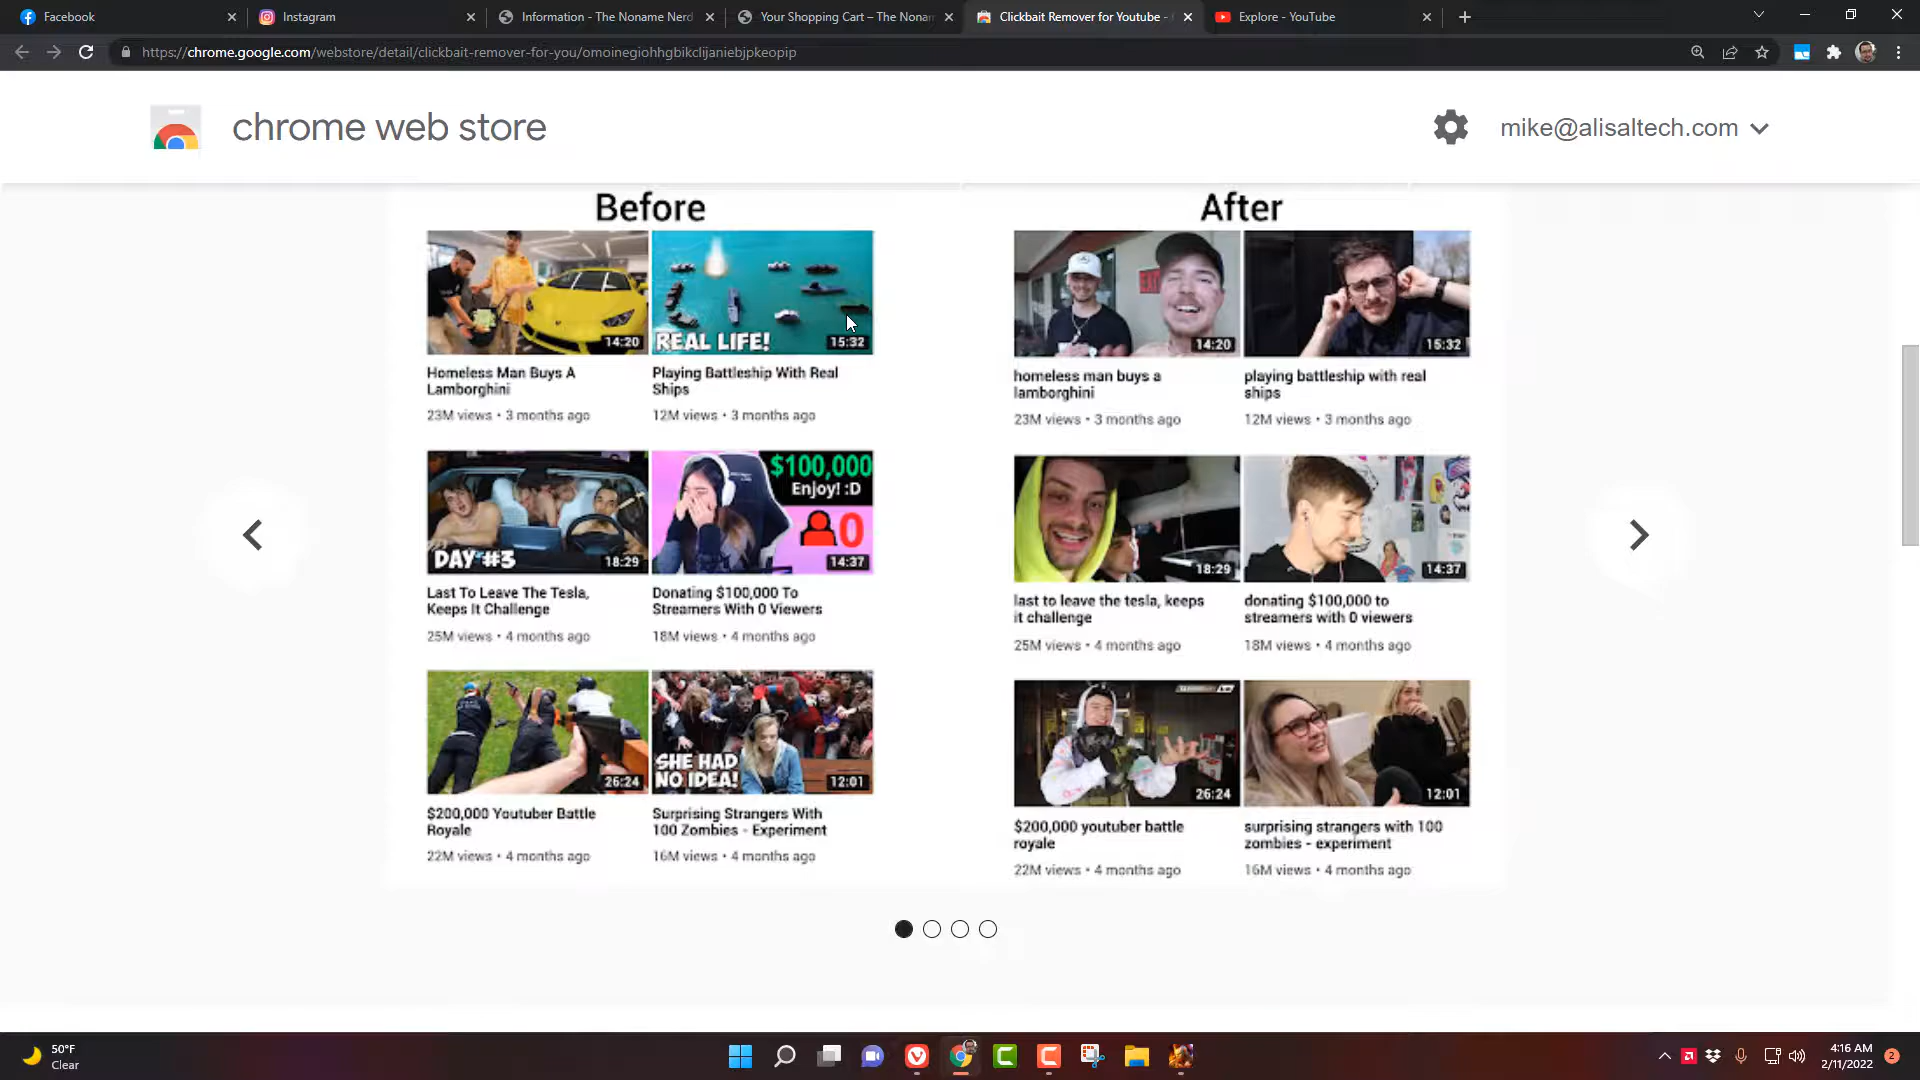 Facebook
Instagram
Information - The Noname Nerd
Your Shopping Cart – The Nonam
Clickbait Remover for Youtube -
Explore - YouTube
https://chrome.google.com/webstore/detail/clickbait-remover-for-you/omoinegiohhgbikclijaniebjpkeopip
chrome web store
mike@alisaltech.com
Before
14:20
REAL LIFE!
15:32
Homeless Man Buys A
Lamborghini
23M views • 3 months ago
Playing Battleship With Real
Ships
12M views • 3 months ago
DAY #3
18:29
$100,000
Enjoy! :D
0
14:37
Last To Leave The Tesla,
Keeps It Challenge
25M views • 4 months ago
Donating $100,000 To
Streamers With 0 Viewers
18M views • 4 months ago
26:24
SHE HAD
NO IDEA!
12:01
$200,000 Youtuber Battle
Royale
22M views • 4 months ago
Surprising Strangers With
100 Zombies - Experiment
16M views • 4 months ago
After
14:20
15:32
homeless man buys a
lamborghini
23M views • 3 months ago
playing battleship with real
ships
12M views • 3 months ago
18:29
14:37
last to leave the tesla, keeps
it challenge
25M views • 4 months ago
donating $100,000 to
streamers with 0 viewers
18M views • 4 months ago
26:24
12:01
$200,000 youtuber battle
royale
22M views • 4 months ago
surprising strangers with 100
zombies - experiment
16M views • 4 months ago
50°F
Clear
4:16 AM
2/11/2022
2